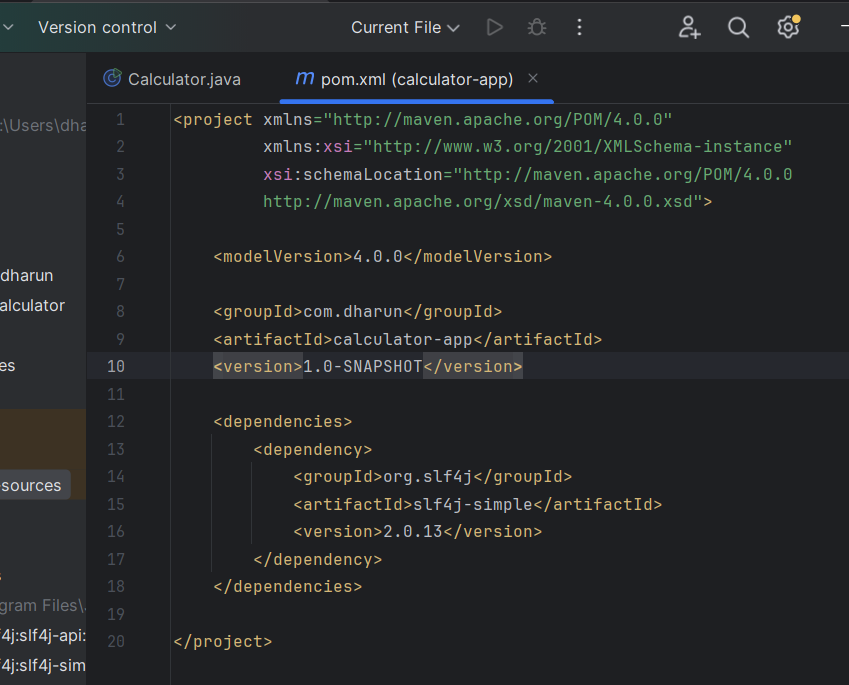 Version control
Current File
Calculator.java
m pom.xml (calculator-app)
:\Users\dha
dharun
alculator
es
sources
gram Files\
f4j:slf4j-api:
f4j:slf4j-sim
1 <project xmlns="http://maven.apache.org/POM/4.0.0"
2 xmlns:xsi="http://www.w3.org/2001/XMLSchema-instance"
3 xsi:schemaLocation="http://maven.apache.org/POM/4.0.0
4 http://maven.apache.org/xsd/maven-4.0.0.xsd">
5
6 <modelVersion>4.0.0</modelVersion>
7
8 <groupId>com.dharun</groupId>
9 <artifactId>calculator-app</artifactId>
10 <version>1.0-SNAPSHOT</version>
11
12 <dependencies>
13 <dependency>
14 <groupId>org.slf4j</groupId>
15 <artifactId>slf4j-simple</artifactId>
16 <version>2.0.13</version>
17 </dependency>
18 </dependencies>
19
20 </project>